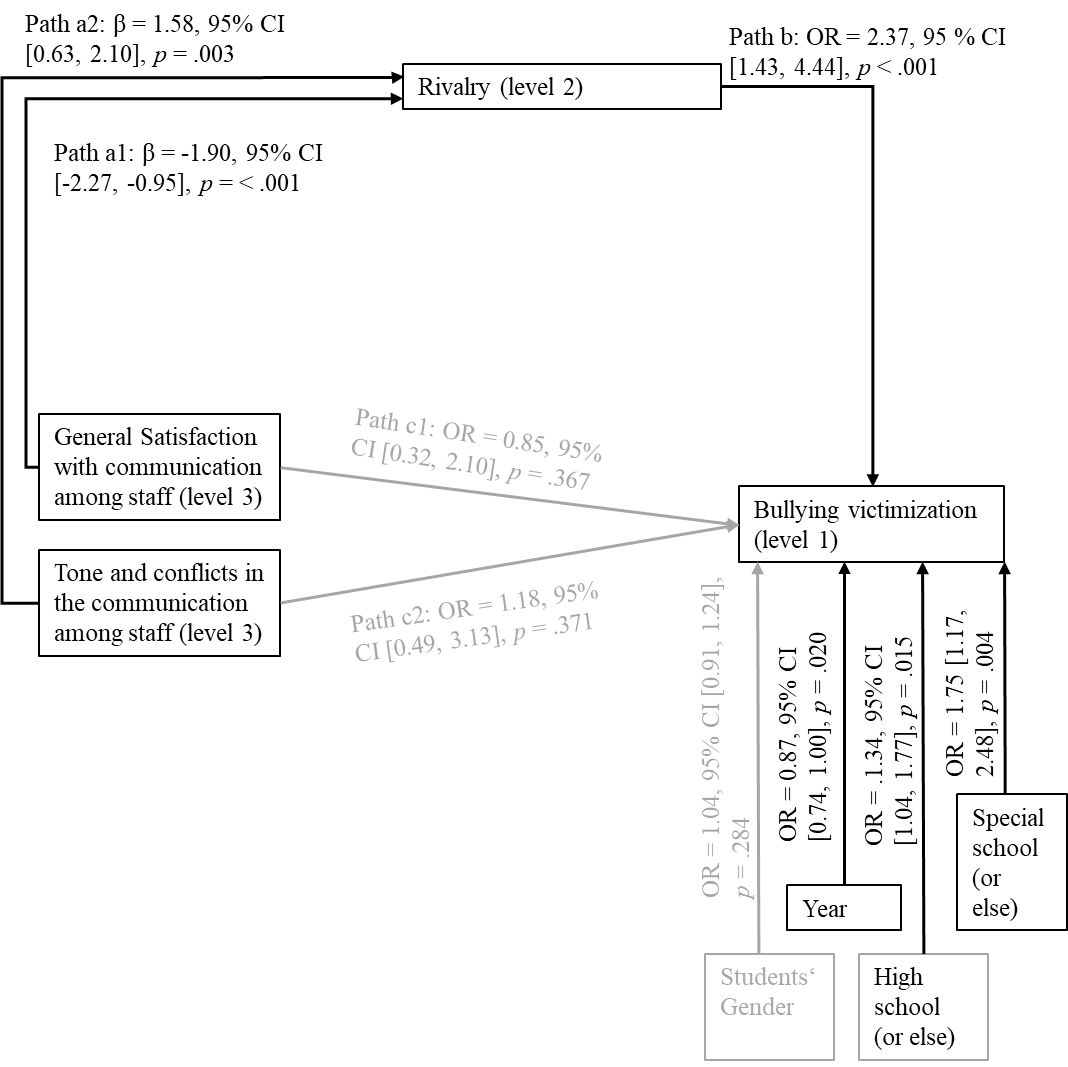 Path a2: β = 1.58, 95% CI
[0.63, 2.10], p = .003
Path b: OR = 2.37, 95 % CI
[1.43, 4.44], p < .001
Rivalry (level 2)
Path a1: β = -1.90, 95% CI
[-2.27, -0.95], p = < .001
General Satisfaction
with communication
among staff (level 3)
Path c1: OR = 0.85, 95%
CI [0.32, 2.10], p = .367
Bullying victimization
(level 1)
Tone and conflicts in
the communication
among staff (level 3)
Path c2: OR = 1.18, 95%
CI [0.49, 3.13], p = .371
OR = 1.04, 95% CI [0.91, 1.24],
p = .284
OR = 0.87, 95% CI
[0.74, 1.00], p = .020
OR = .1.34, 95% CI
[1.04, 1.77], p = .015
OR = 1.75 [1.17,
2.48], p = .004
Special
school
(or
else)
Year
Students‘
Gender
High
school
(or else)